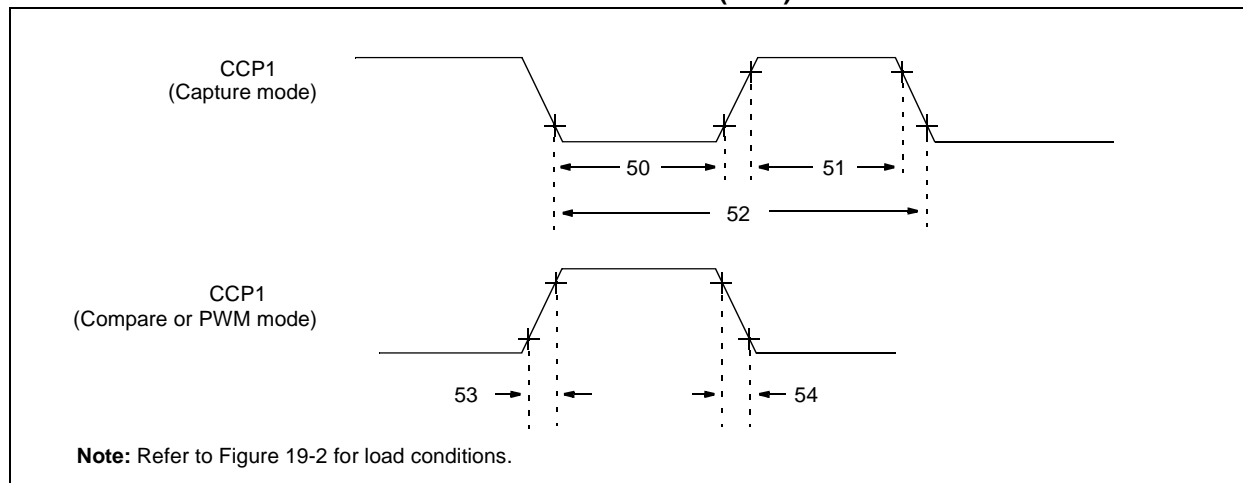 CCP1
(Capture mode)
50
51
52
CCP1
(Compare or PWM mode)
53
54
Note: Refer to Figure 19-2 for load conditions.